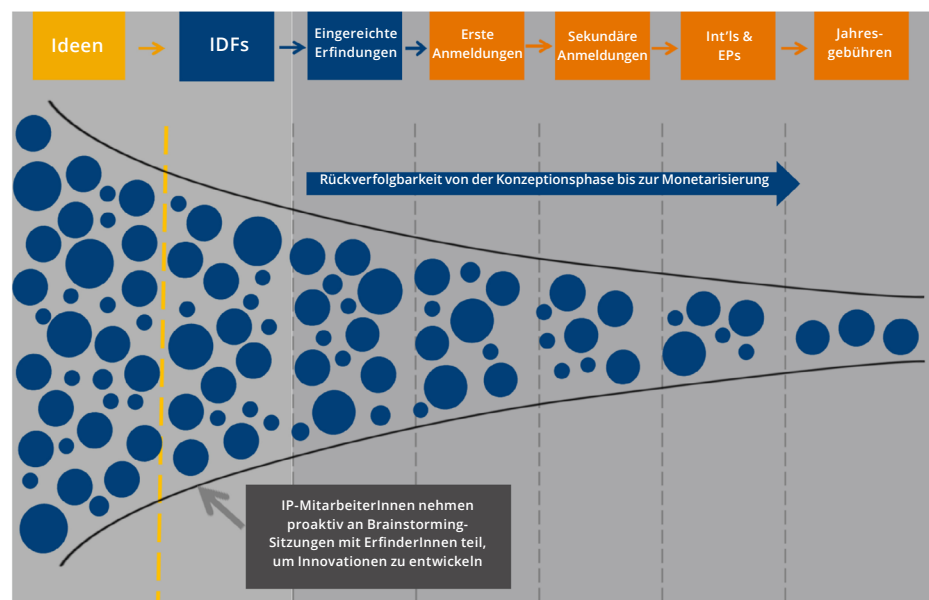 Ideen
IDFs
Eingereichte
Erfindungen
Erste
Anmeldungen
Sekundäre
Anmeldungen
Int'ls &
EPs
Jahres-
gebühren
Rückverfolgbarkeit von der Konzeptionsphase bis zur Monetarisierung
IP-MitarbeiterInnen nehmen
proaktiv an Brainstorming-
Sitzungen mit ErfinderInnen teil,
um Innovationen zu entwickeln